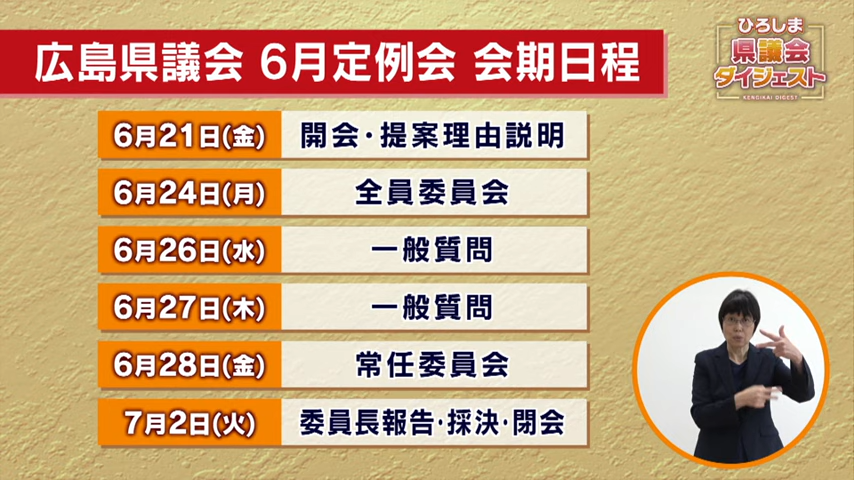 広島県議会 6月定例会 会期日程
ひろしま
県議会
ダイジェスト
KENGIKAI DIGEST
6月21日(金) 開会・提案理由説明
6月24日(月) 全員委員会
6月26日(水) 一般質問
6月27日(木) 一般質問
6月28日(金) 常任委員会
7月2日(火) 委員長報告・採決・閉会